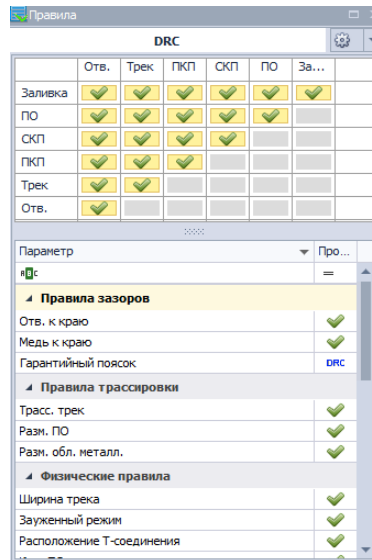 Правила
DRC
Отв. Трек ПКП СКП ПО За...
Заливка
ПО
СКП
ПКП
Трек
Отв.
Параметр Про...
=
Правила зазоров
Отв. к краю
Медь к краю
Гарантийный поясок DRC
Правила трассировки
Трасс. трек
Разм. ПО
Разм. обл. металл.
Физические правила
Ширина трека
Зауженный режим
Расположение Т-соединения